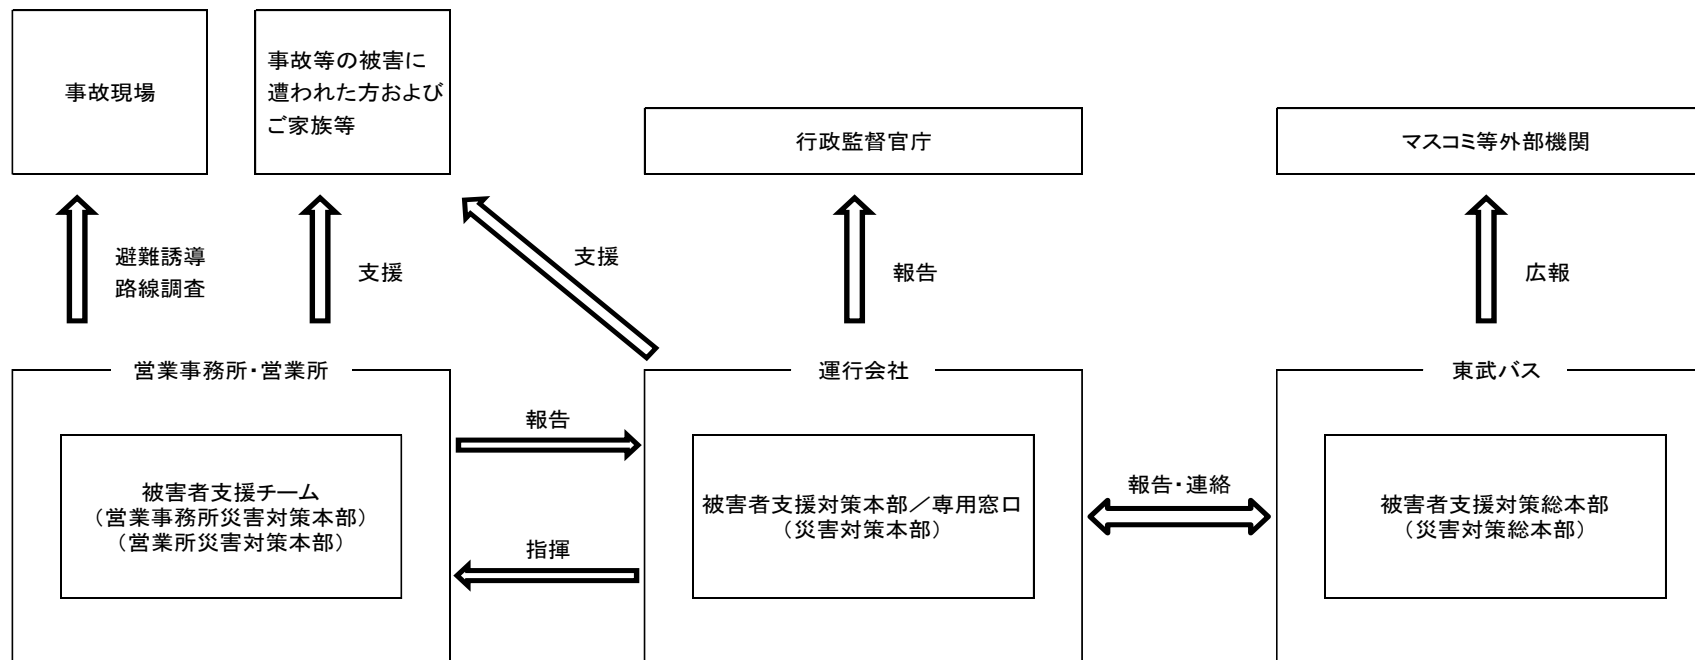 事故現場
事故等の被害に
遭われた方および
ご家族等
行政監督官庁
マスコミ等外部機関
避難誘導
路線調査
支援
支援
報告
広報
営業事務所・営業所
運行会社
東武バス
報告
被害者支援チーム
（営業事務所災害対策本部）
（営業所災害対策本部）
指揮
被害者支援対策本部／専用窓口
（災害対策本部）
報告・連絡
被害者支援対策総本部
（災害対策総本部）